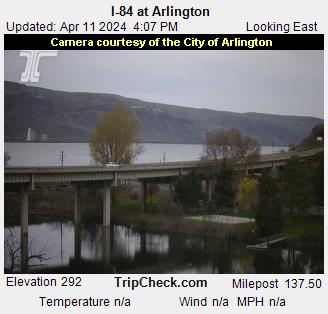 I-84 at Arlington
Updated: Apr 11 2024 4:07 PM Looking East
Camera courtesy of the City of Arlington
Elevation 292 TripCheck.com Milepost 137.50
Temperature n/a Wind n/a MPH n/a